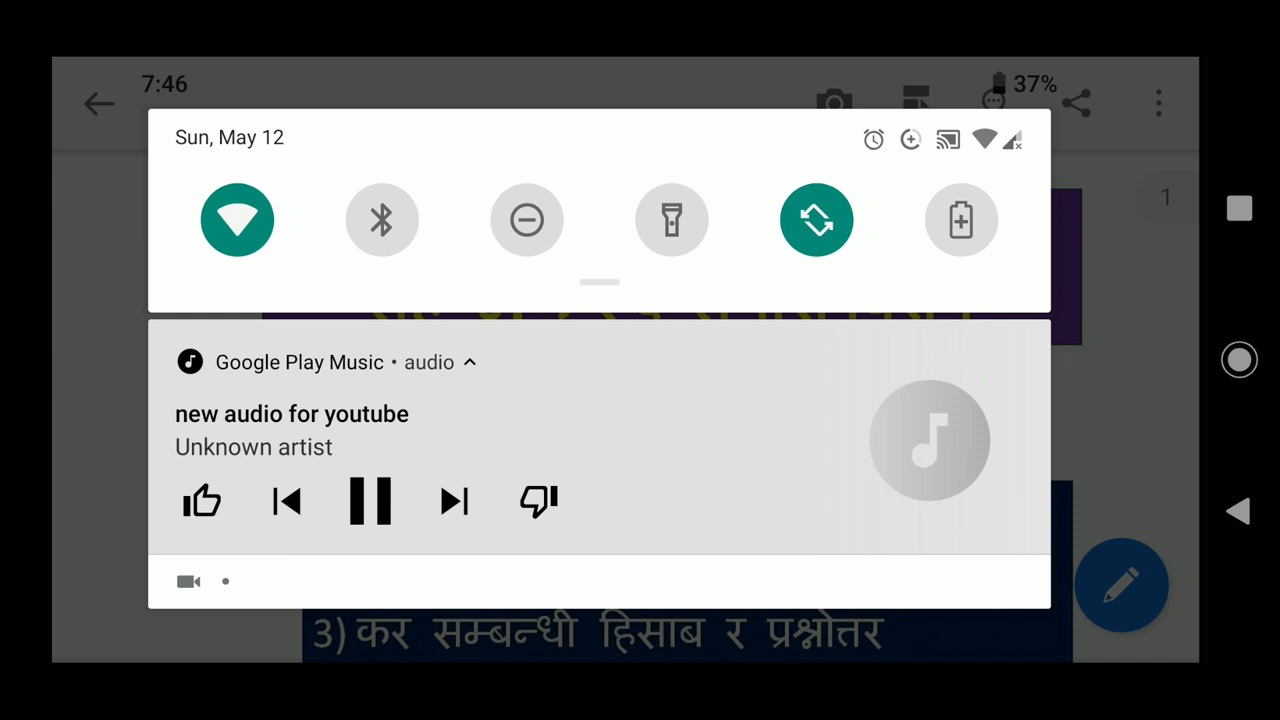 7:46
37%
Sun, May 12
1
Google Play Music • audio
new audio for youtube
Unknown artist
3) कर सम्बन्धी हिसाब र प्रश्नोत्तर